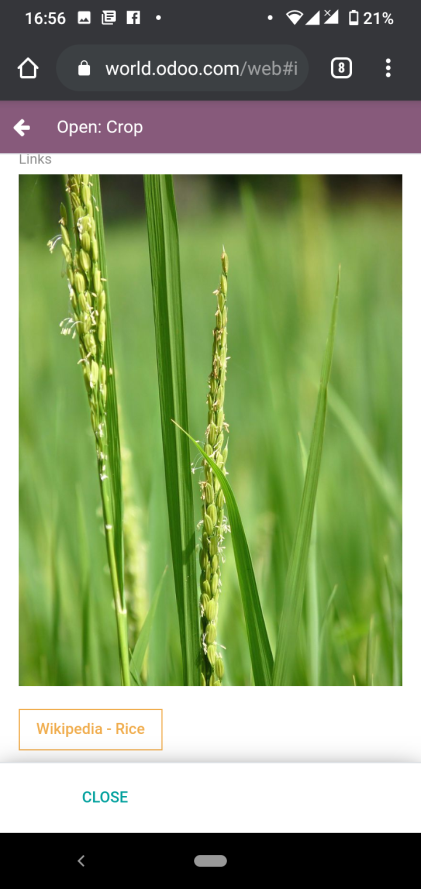 16:56
21%
world.odoo.com/web#i
8
Open: Crop
Links
Wikipedia - Rice
CLOSE